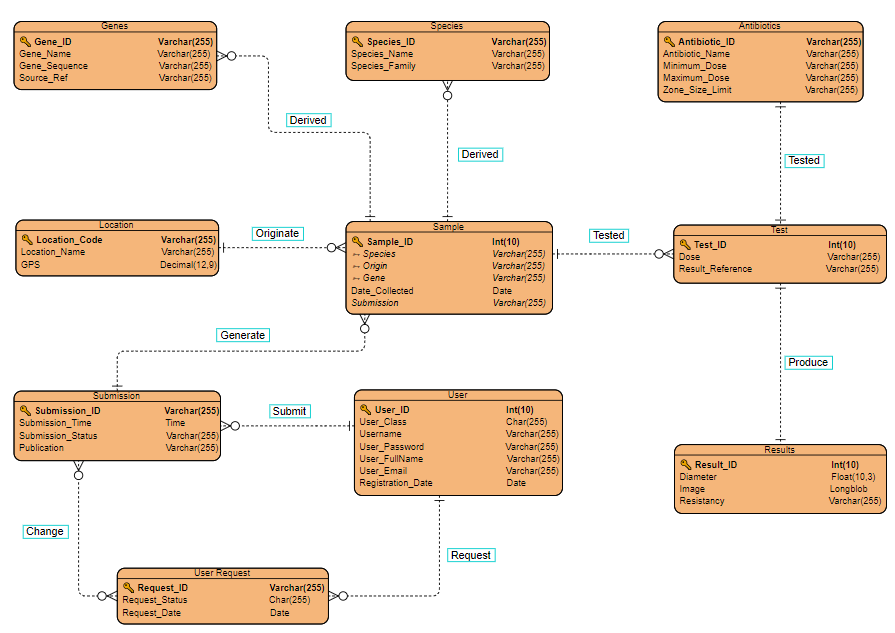 Genes
Gene_ID Varchar(255)
Gene_Name Varchar(255)
Gene_Sequence Varchar(255)
Source_Ref Varchar(255)
Species
Species_ID Varchar(255)
Species_Name Varchar(255)
Species_Family Varchar(255)
Antibiotics
Antibiotic_ID Varchar(255)
Antibiotic_Name Varchar(255)
Minimum_Dose Varchar(255)
Maximum_Dose Varchar(255)
Zone_Size_Limit Varchar(255)
Derived
Derived
Tested
Location
Location_Code Varchar(255)
Location_Name Varchar(255)
GPS Decimal(12,9)
Originate
Sample
Sample_ID Int(10)
Species Varchar(255)
Origin Varchar(255)
Gene Varchar(255)
Date_Collected Date
Submission Varchar(255)
Tested
Test
Test_ID Int(10)
Dose Varchar(255)
Result_Reference Varchar(255)
Generate
Produce
Submission
Submission_ID Varchar(255)
Submission_Time Time
Submission_Status Varchar(255)
Publication Varchar(255)
Submit
User
User_ID Int(10)
User_Class Char(255)
Username Varchar(255)
User_Password Varchar(255)
User_FullName Varchar(255)
User_Email Varchar(255)
Registration_Date Date
Results
Result_ID Int(10)
Diameter Float(10,3)
Image Longblob
Resistancy Varchar(255)
Change
Request
User Request
Request_ID Varchar(255)
Request_Status Char(255)
Request_Date Date